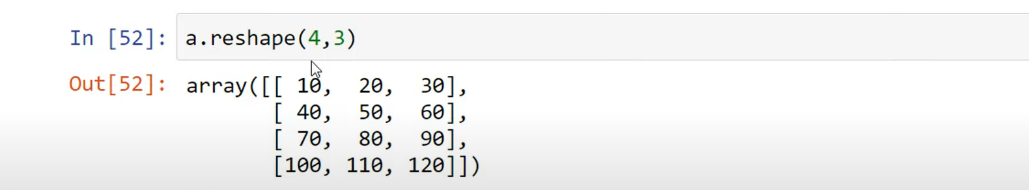 In [52]: a.reshape(4,3)
Out[52]: array([[ 10,  20,  30],
       [ 40,  50,  60],
       [ 70,  80,  90],
       [100, 110, 120]])